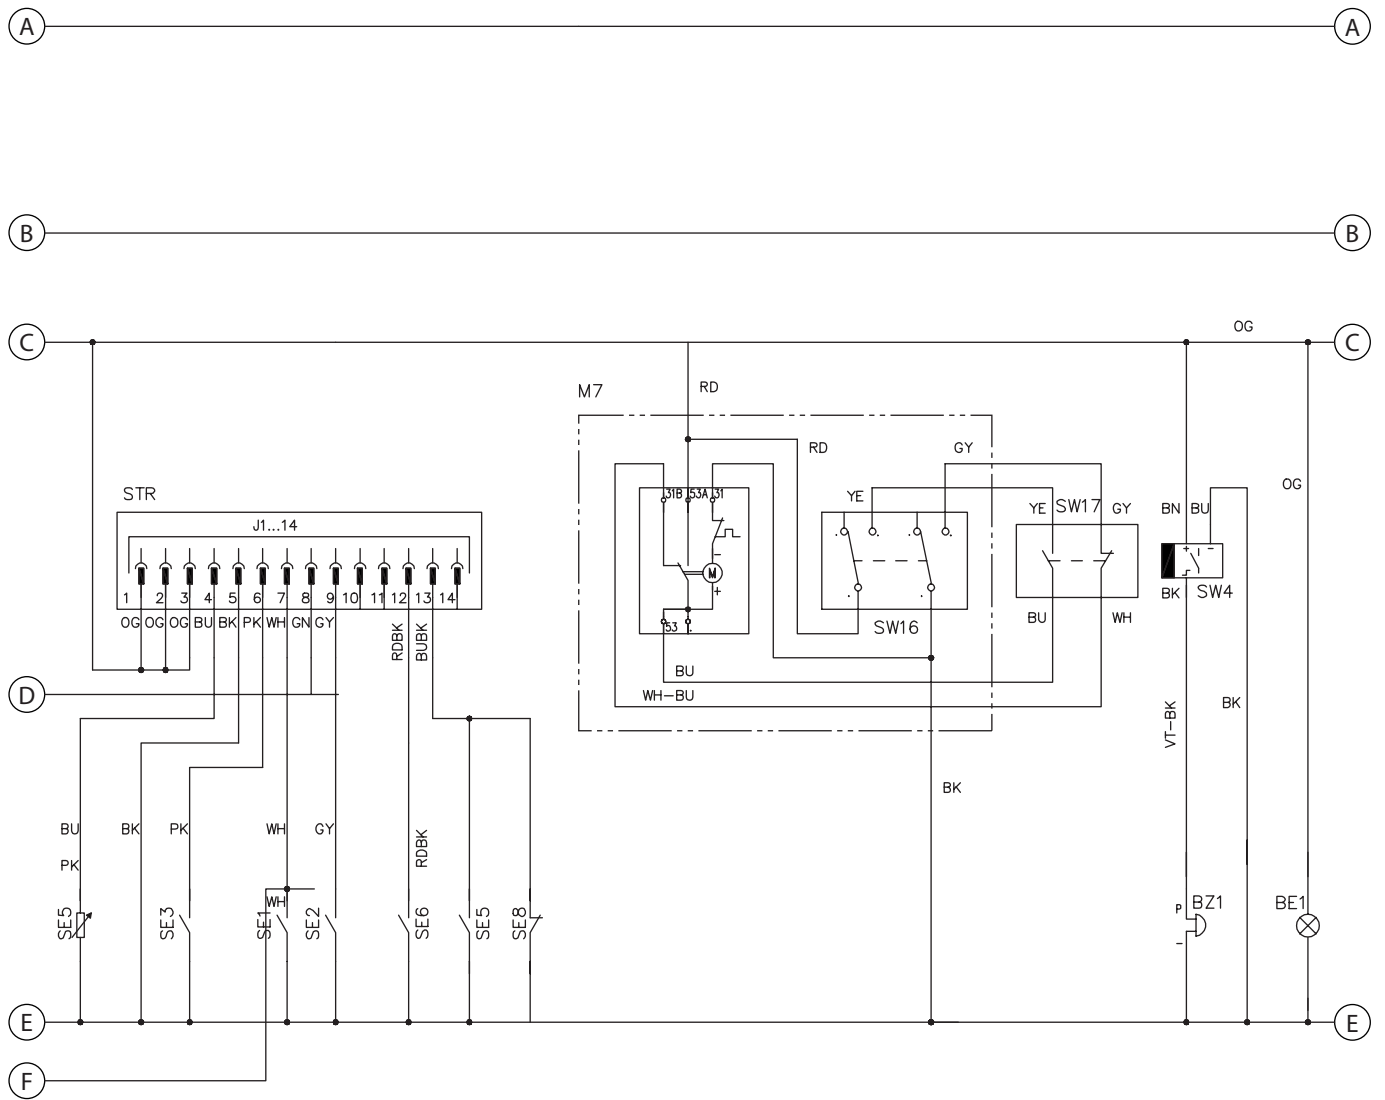 A A
B B
C OG C
M7 RD
RD GY
STR 31B 53A 31 YE YE SW17 GY OG
BN BU
J1...14
M - + + - SW4
1 2 3 4 5 6 7 8 9 10 11 12 13 14 BK
OG OG OG BU BK PK WH GN GY RDBK BUBK 53 SW16 BU WH
BU
D WH-BU VT-BK BK
BK
BU BK PK WH GY RDBK
PK
SE5 SE3 WH SE1 SE2 SE6 SE5 SE8 P BZ1 BE1
-
E E
F